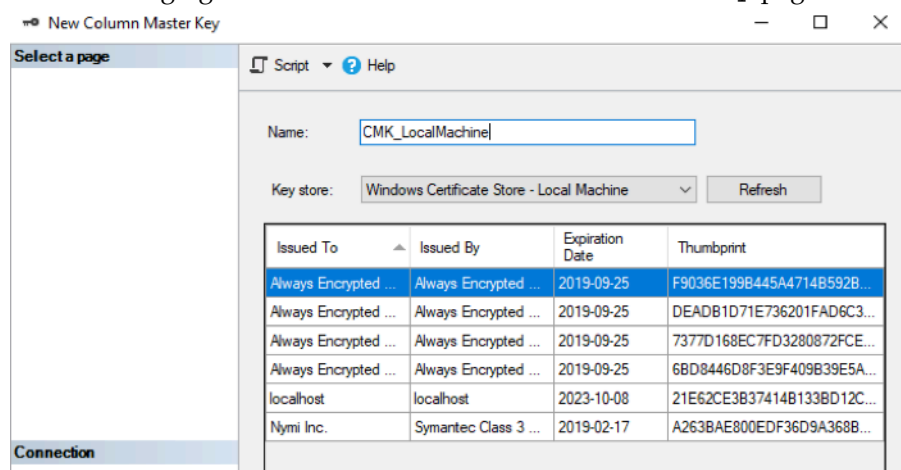 New Column Master Key
Select a page
Script Help
Name: CMK_LocalMachine
Key store: Windows Certificate Store - Local Machine Refresh
Issued To Issued By Expiration Date Thumbprint
Always Encrypted ... Always Encrypted ... 2019-09-25 F9036E199B445A4714B592B...
Always Encrypted ... Always Encrypted ... 2019-09-25 DEADB1D71E736201FAD6C3...
Always Encrypted ... Always Encrypted ... 2019-09-25 7377D168EC7FD3280872FCE...
Always Encrypted ... Always Encrypted ... 2019-09-25 6BD8446D8F3E9F409B39E5A...
localhost localhost 2023-10-08 21E62CE3B37414B133BD12C...
Nymi Inc. Symantec Class 3 ... 2019-02-17 A263BAE800EDF36D9A368B...
Connection